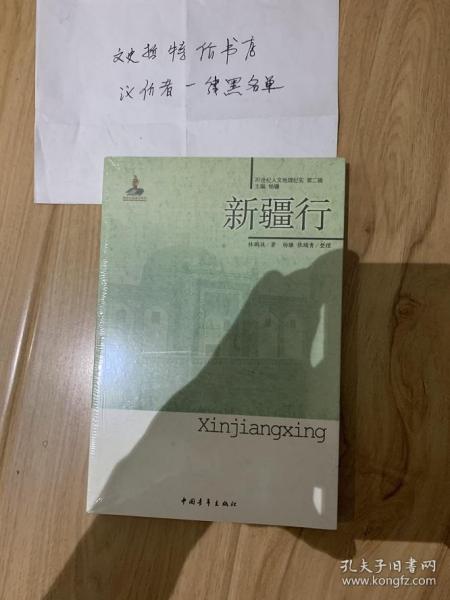 文史哲特价书店
议价者一律黑名单
20世纪人文地理纪实 第二辑
主编 杨镰
新疆行
林鹏侠/著 杨镰 张颐青/整理
Xinjiangxing
中国青年出版社
孔夫子旧书网
www.kongfz.com